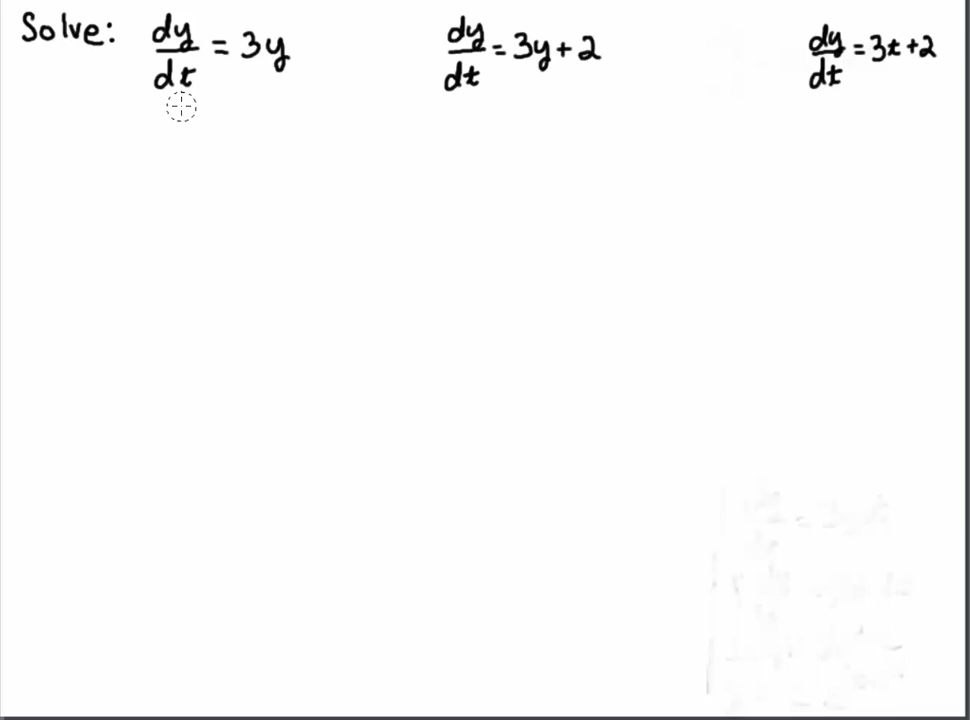 Solve: dy/dt = 3y
dy/dt = 3y + 2
dy/dt = 3t + 2